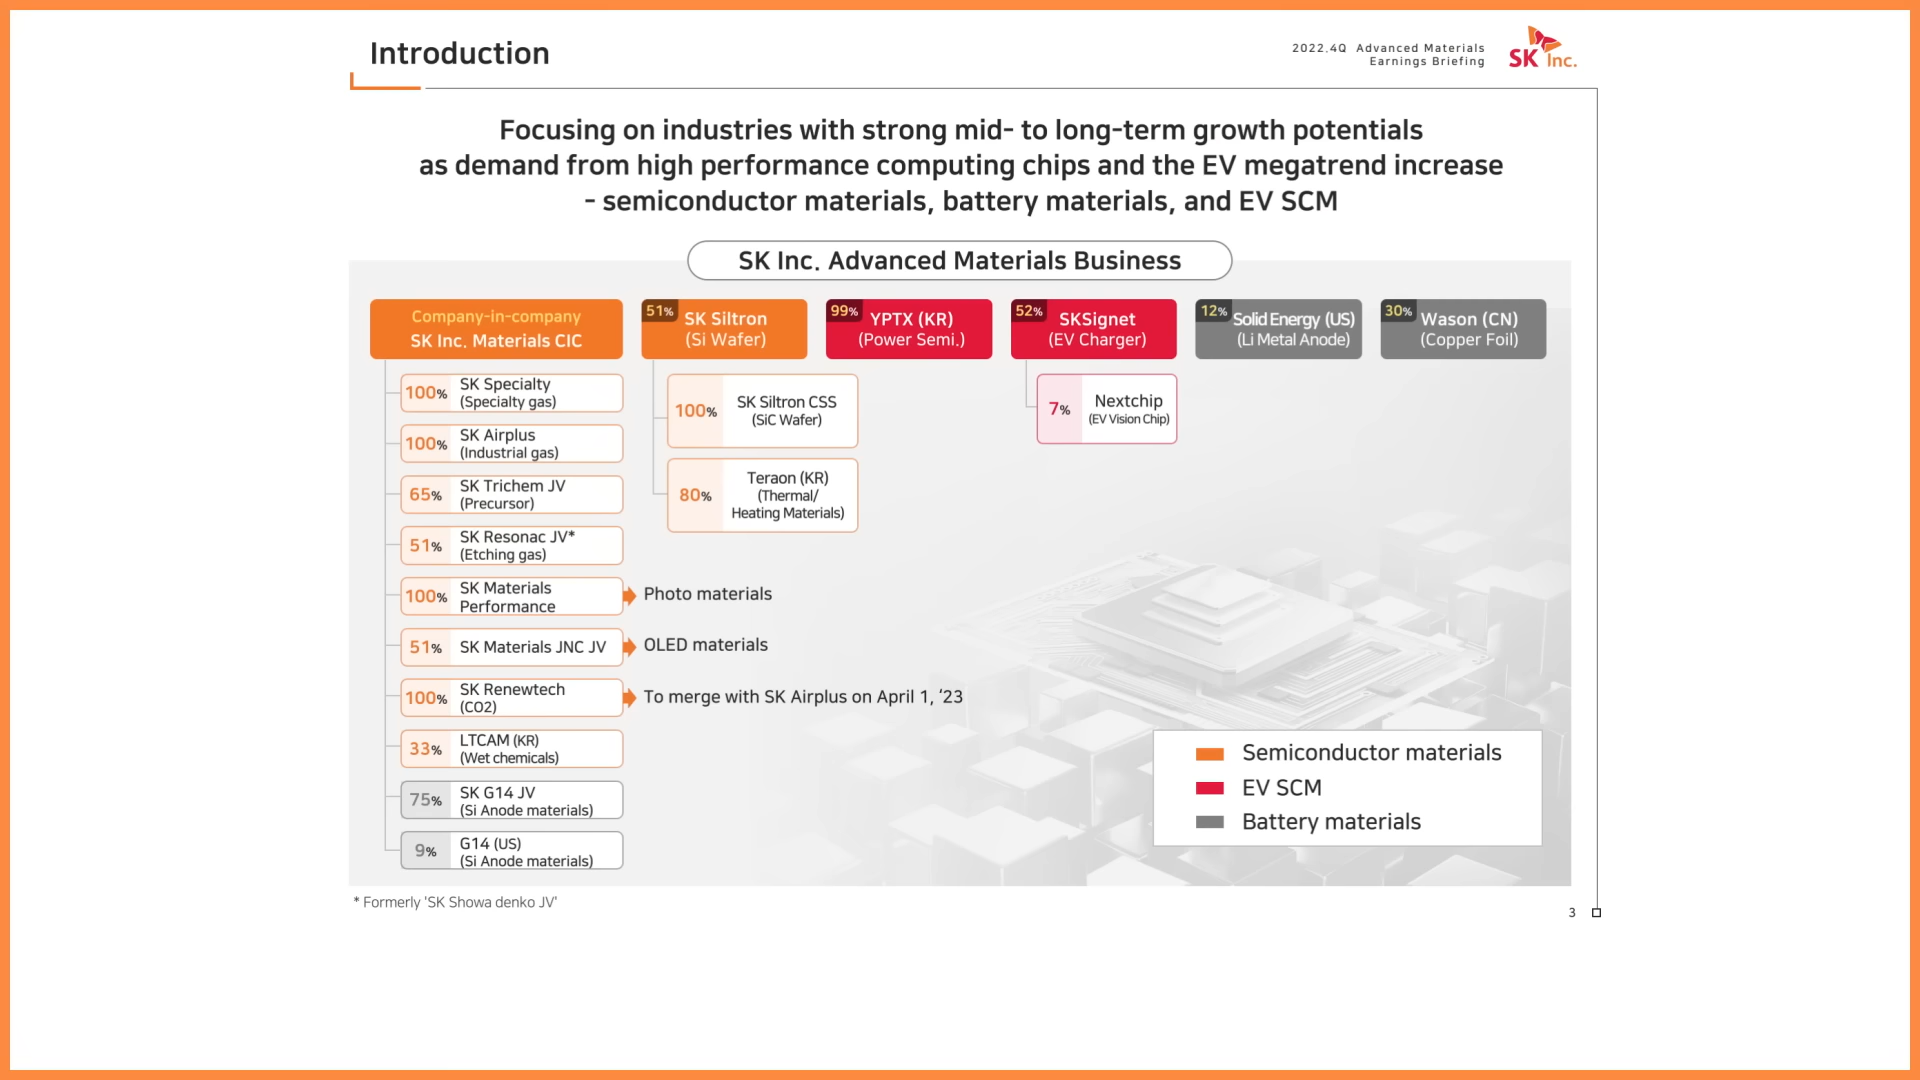 Introduction
2022.4Q Advanced Materials
Earnings Briefing
SK Inc.
Focusing on industries with strong mid- to long-term growth potentials
as demand from high performance computing chips and the EV megatrend increase
- semiconductor materials, battery materials, and EV SCM
SK Inc. Advanced Materials Business
Company-in-company
SK Inc. Materials CIC
51% SK Siltron
(Si Wafer)
99% YPTX (KR)
(Power Semi.)
52% SKSignet
(EV Charger)
12% Solid Energy (US)
(Li Metal Anode)
30% Wason (CN)
(Copper Foil)
100% SK Specialty
(Specialty gas)
100% SK Airplus
(Industrial gas)
65% SK Trichem JV
(Precursor)
51% SK Resonac JV*
(Etching gas)
100% SK Materials
Performance
Photo materials
51% SK Materials JNC JV
OLED materials
100% SK Renewtech
(CO2)
To merge with SK Airplus on April 1, ‘23
33% LTCAM (KR)
(Wet chemicals)
75% SK G14 JV
(Si Anode materials)
9% G14 (US)
(Si Anode materials)
100% SK Siltron CSS
(SiC Wafer)
80% Teraon (KR)
(Thermal/
Heating Materials)
7% Nextchip
(EV Vision Chip)
Semiconductor materials
EV SCM
Battery materials
* Formerly 'SK Showa denko JV'
3